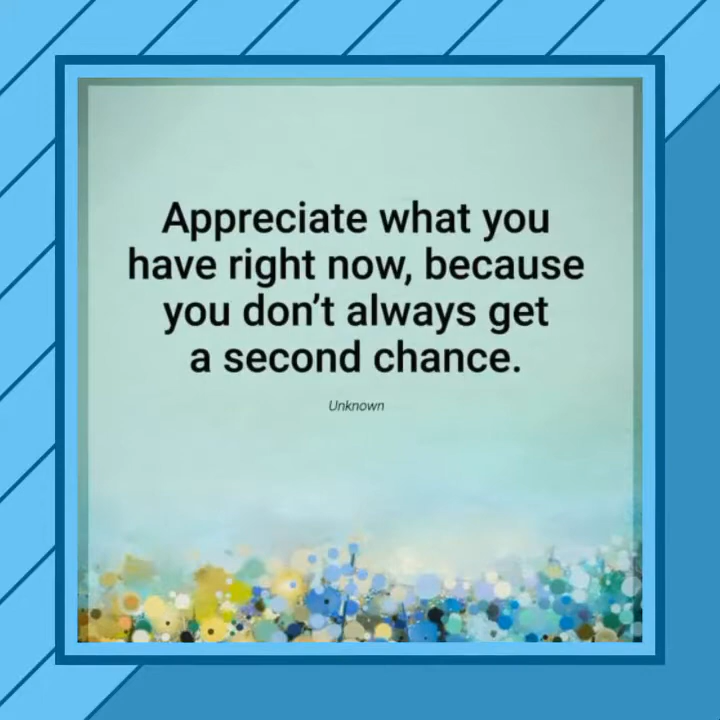 Appreciate what you
have right now, because
you don’t always get
a second chance.
Unknown